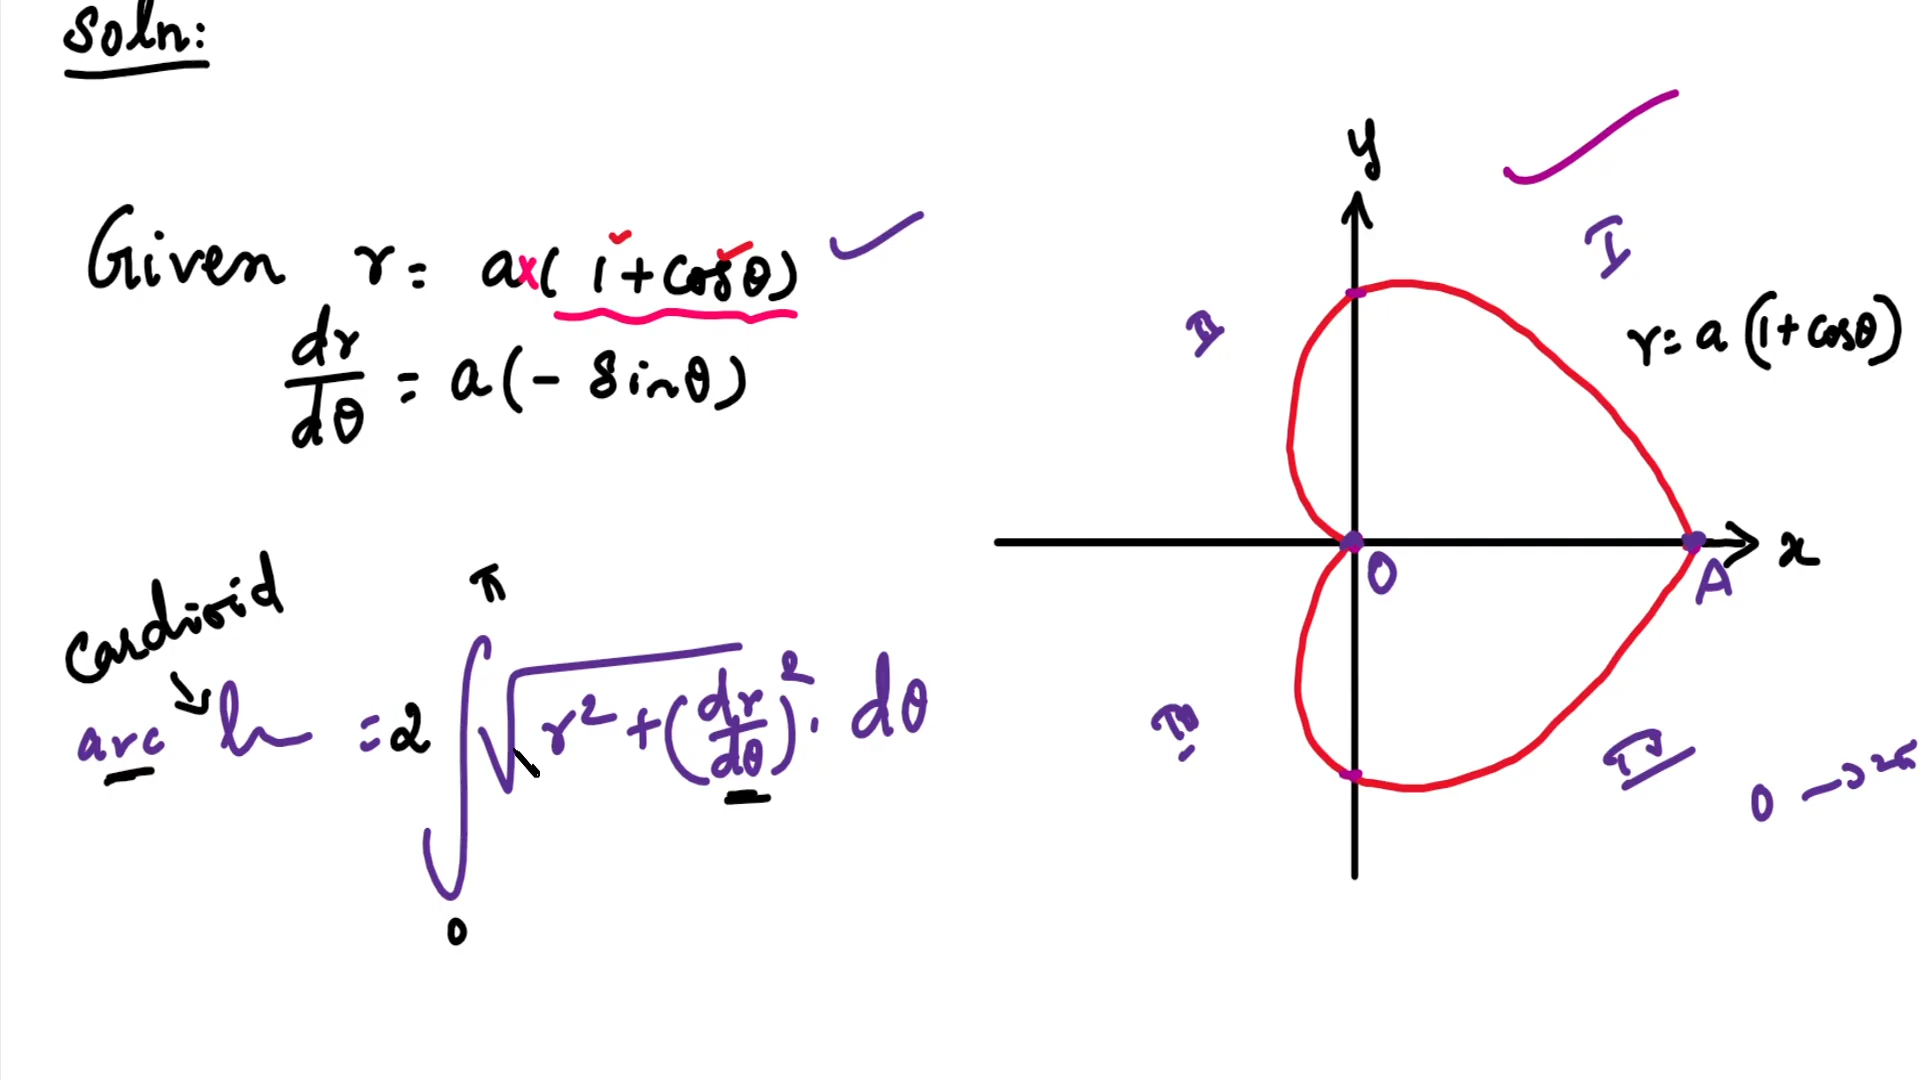 Soln:
Given r = a×(1+cosθ)
dr/dθ = a(-sinθ)
Cardioid
arc ln = 2 ∫₀^π √(r² + (dr/dθ)²) · dθ
y
I
II
r = a(1+cosθ)
x
O
A
III
IV
0 → 2π